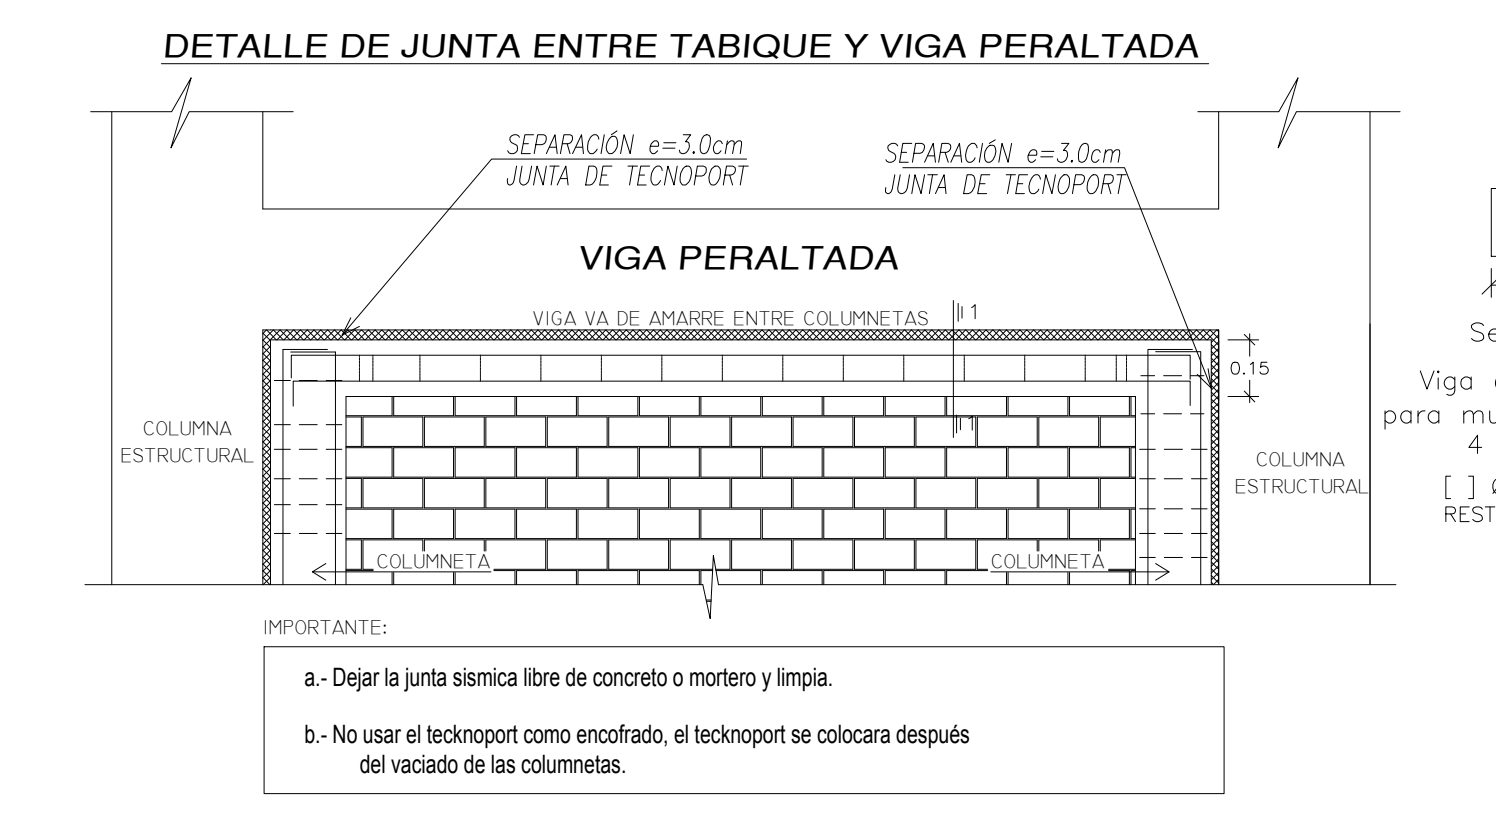 DETALLE DE JUNTA ENTRE TABIQUE Y VIGA PERALTADA
SEPARACIÓN e=3.0cm
JUNTA DE TECNOPORT
SEPARACIÓN e=3.0cm
JUNTA DE TECNOPORT
VIGA PERALTADA
VIGA VA DE AMARRE ENTRE COLUMNETAS
1
0.15
1
COLUMNA
ESTRUCTURAL
COLUMNA
ESTRUCTURAL
COLUMNETA
COLUMNETA
Se
Viga
para mu
4
[ ]
REST
IMPORTANTE:
a.- Dejar la junta sismica libre de concreto o mortero y limpia.
b.- No usar el tecknoport como encofrado, el tecknoport se colocara después
del vaciado de las columnetas.